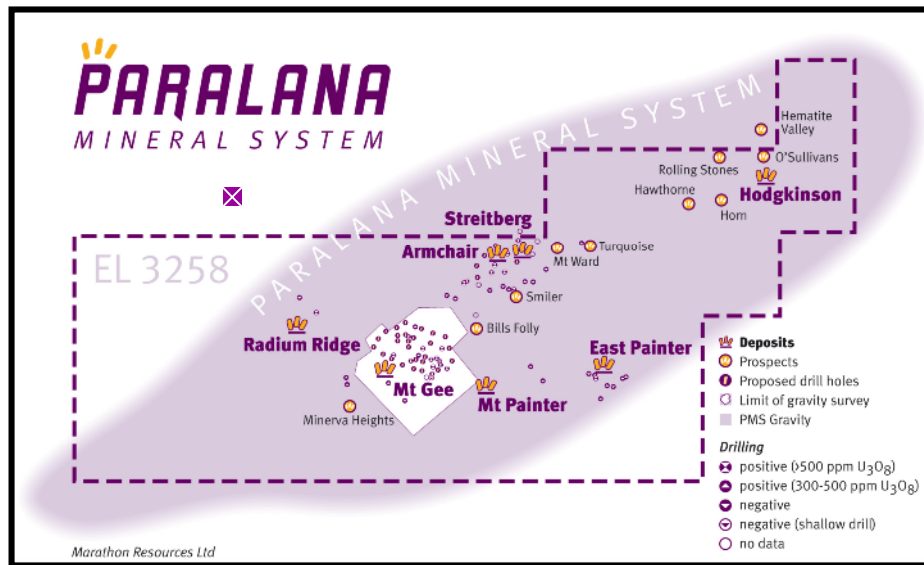 PARALANA
MINERAL SYSTEM
PARALANA MINERAL SYSTEM
Hematite
Valley
Rolling Stones
O'Sullivans
Hawthorne
Hodgkinson
Horn
Streitberg
Armchair
Turquoise
Mt Ward
EL 3258
Smiler
Bills Folly
Radium Ridge
East Painter
Mt Gee
Mt Painter
Minerva Heights
Deposits
Prospects
Proposed drill holes
Limit of gravity survey
PMS Gravity
Drilling
positive (>500 ppm U3O8)
positive (300-500 ppm U3O8)
negative
negative (shallow drill)
no data
Marathon Resources Ltd